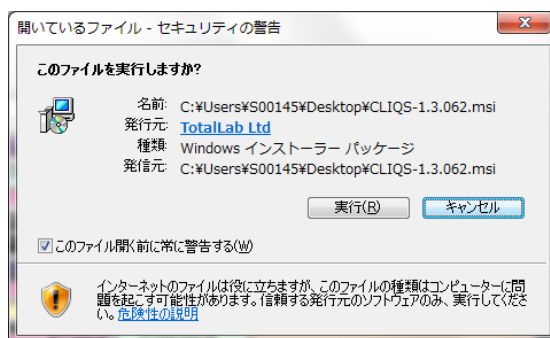 開いているファイル - セキュリティの警告
このファイルを実行しますか?
名前: C:¥Users¥S00145¥Desktop¥CLIQS-1.3.062.msi
発行元: TotalLab Ltd
種類: Windows インストーラー パッケージ
発信元: C:¥Users¥S00145¥Desktop¥CLIQS-1.3.062.msi
実行(R) キャンセル
このファイル開く前に常に警告する(W)
インターネットのファイルは役に立ちますが、このファイルの種類はコンピューターに問
題を起こす可能性があります。信頼する発行元のソフトウェアのみ、実行してくださ
い。危険性の説明